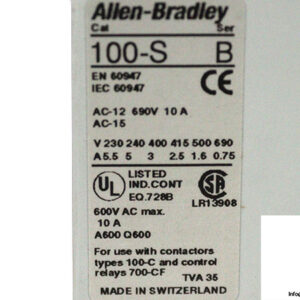 Allen-Bradley
Cat Ser
100-S B
EN 60947
IEC 60947
CE
AC-12 690V 10 A
AC-15
V 230 240 400 415 500 690
A 5.5 5 3 2.5 1.6 0.75
UL LISTED
IND.CONT
EQ.728B
SA
LR13908
600V AC max.
10 A
A600 Q600
For use with contactors
types 100-C and control
relays 700-CF TVA 35
MADE IN SWITZERLAND